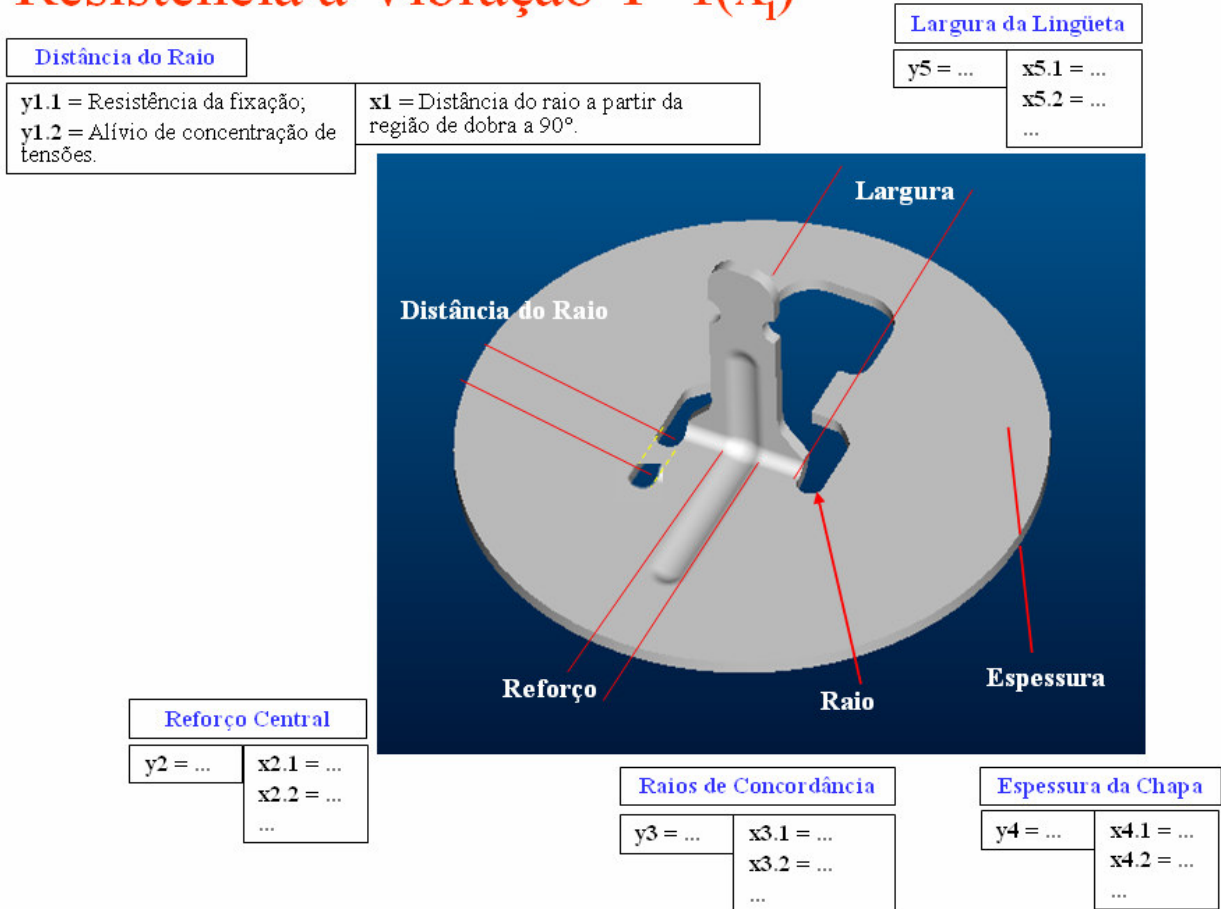 Resistência à Vibração Y=f(xi)
Largura da Lingüeta
y5 = ...
x5.1 = ...
x5.2 = ...
...
Distância do Raio
y1.1 = Resistência da fixação;
y1.2 = Alívio de concentração de
tensões.
x1 = Distância do raio a partir da
região de dobra a 90°.
Largura
Distância do Raio
Reforço
Raio
Espessura
Reforço Central
y2 = ...
x2.1 = ...
x2.2 = ...
...
Raios de Concordância
y3 = ...
x3.1 = ...
x3.2 = ...
...
Espessura da Chapa
y4 = ...
x4.1 = ...
x4.2 = ...
...